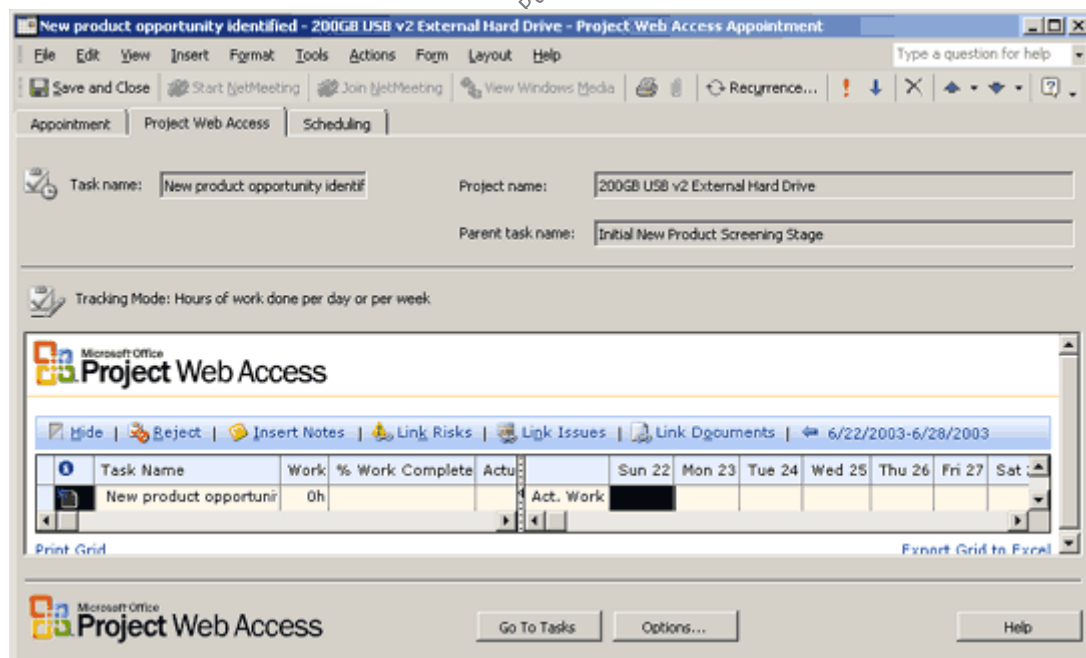 New product opportunity identified - 200GB USB v2 External Hard Drive - Project Web Access Appointment
File Edit View Insert Format Tools Actions Form Layout Help Type a question for help
Save and Close Start NetMeeting Join NetMeeting View Windows Media Recurrence...
Appointment Project Web Access Scheduling
Task name: New product opportunity identif Project name: 200GB USB v2 External Hard Drive
Parent task name: Initial New Product Screening Stage
Tracking Mode: Hours of work done per day or per week
Microsoft Office
Project Web Access
Hide | Reject | Insert Notes | Link Risks | Link Issues | Link Documents | 6/22/2003-6/28/2003
Task Name Work % Work Complete Actu Sun 22 Mon 23 Tue 24 Wed 25 Thu 26 Fri 27 Sat
New product opportunit 0h Act. Work
Print Grid Export Grid to Excel
Microsoft Office
Project Web Access Go To Tasks Options... Help